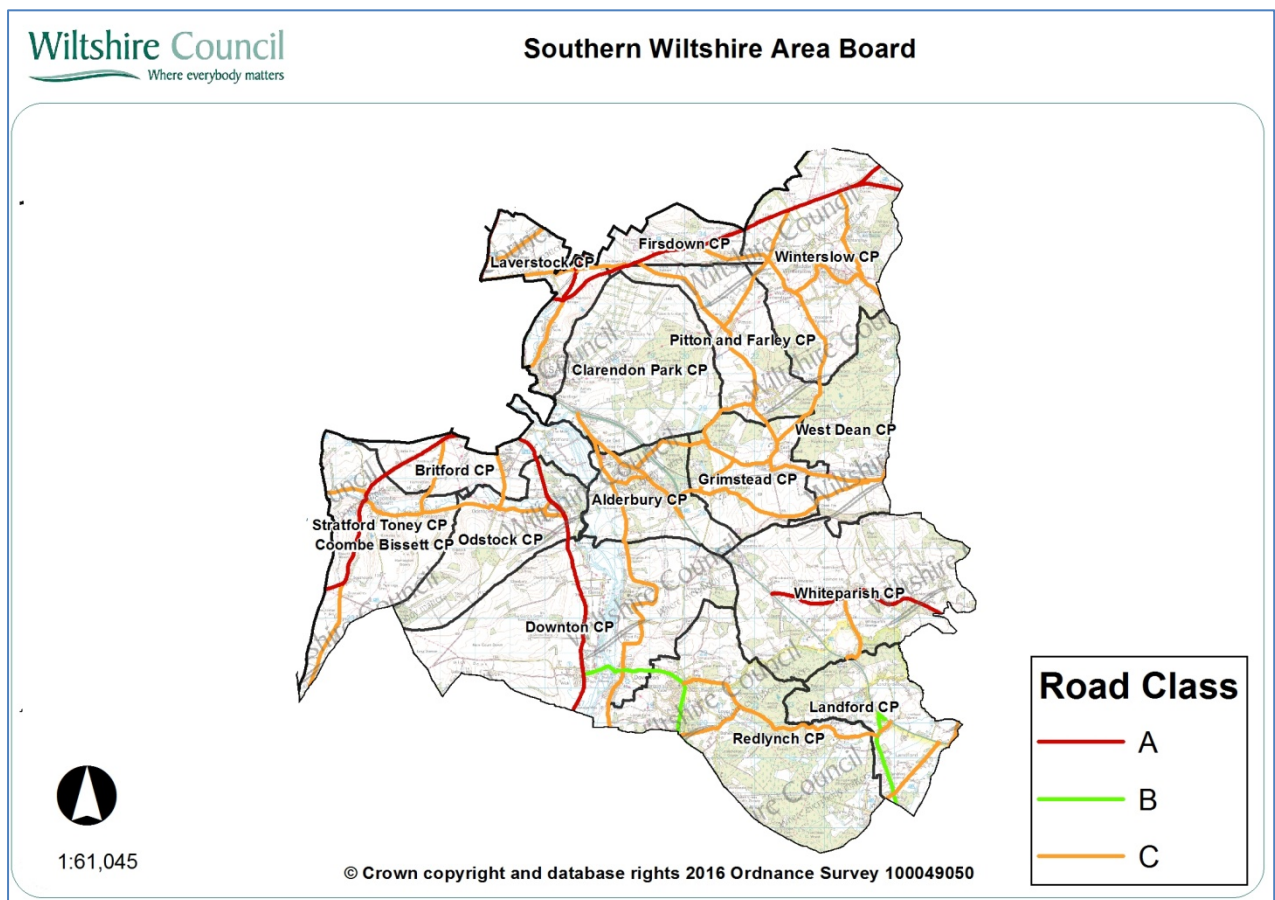 Wiltshire Council
Where everybody matters
Southern Wiltshire Area Board
Firsdown CP
Laverstock CP
Winterslow CP
Pitton and Farley CP
Clarendon Park CP
West Dean CP
Britford CP
Grimstead CP
Alderbury CP
Stratford Toney CP
Odstock CP
Coombe Bissett CP
Whiteparish CP
Downton CP
Landford CP
Redlynch CP
Road Class
A
B
C
1:61,045
© Crown copyright and database rights 2016 Ordnance Survey 100049050